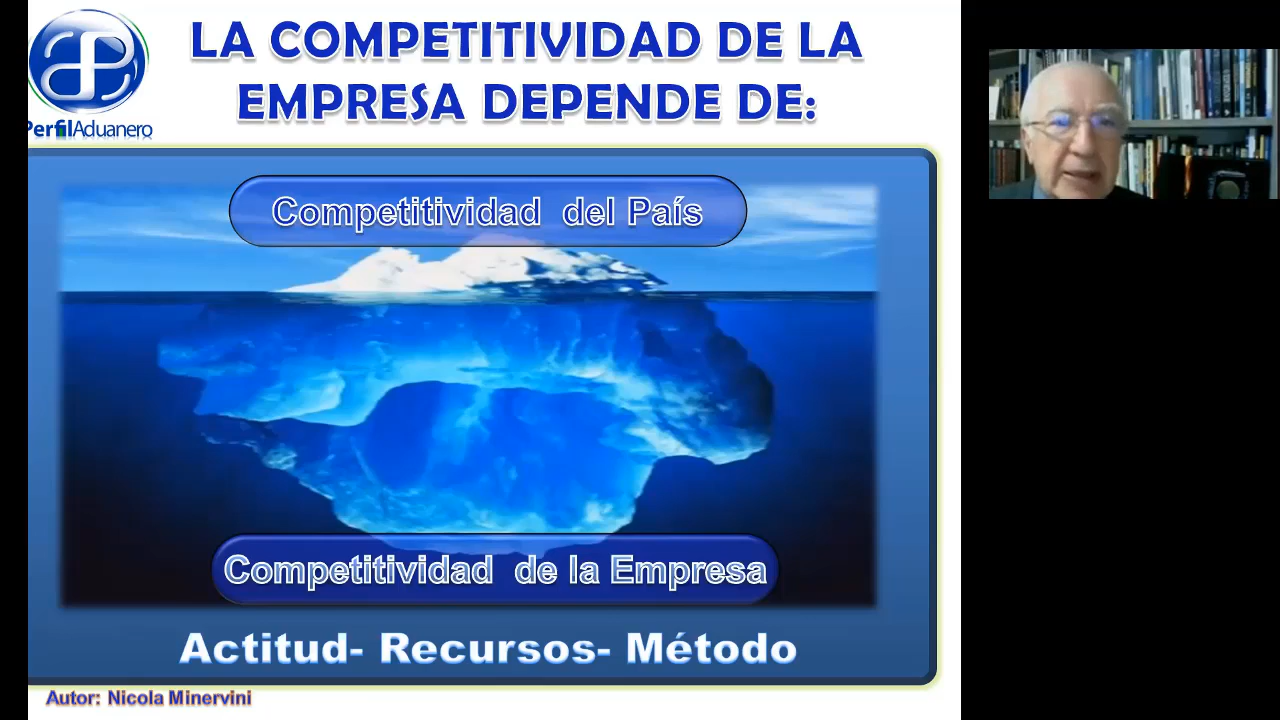 LA COMPETITIVIDAD DE LA
EMPRESA DEPENDE DE:
PerfilAduanero
Competitividad del País
Competitividad de la Empresa
Actitud- Recursos- Método
Autor: Nicola Minervini